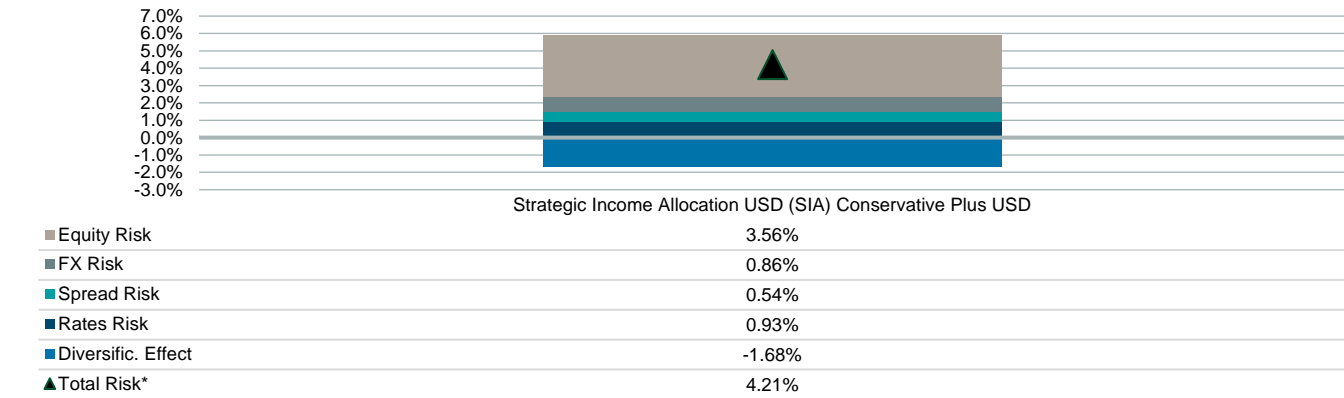 7.0%
6.0%
5.0%
4.0%
3.0%
2.0%
1.0%
0.0%
-1.0%
-2.0%
-3.0%
Strategic Income Allocation USD (SIA) Conservative Plus USD
Equity Risk 3.56%
FX Risk 0.86%
Spread Risk 0.54%
Rates Risk 0.93%
Diversific. Effect -1.68%
Total Risk* 4.21%